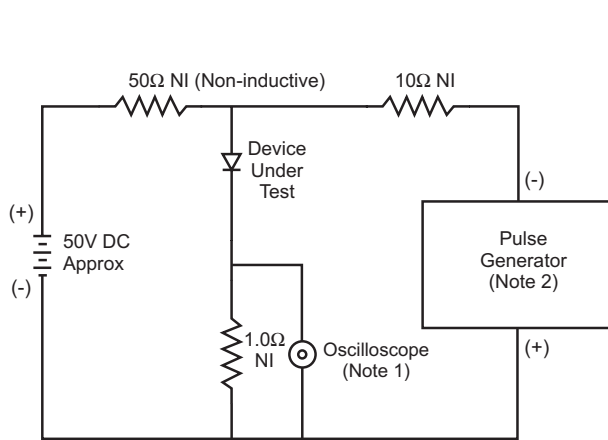 50Ω NI (Non-inductive)
10Ω NI
Device
Under
Test
(-)
(+)
50V DC
Approx
(-)
Pulse
Generator
(Note 2)
1.0Ω
NI
Oscilloscope
(Note 1)
(+)